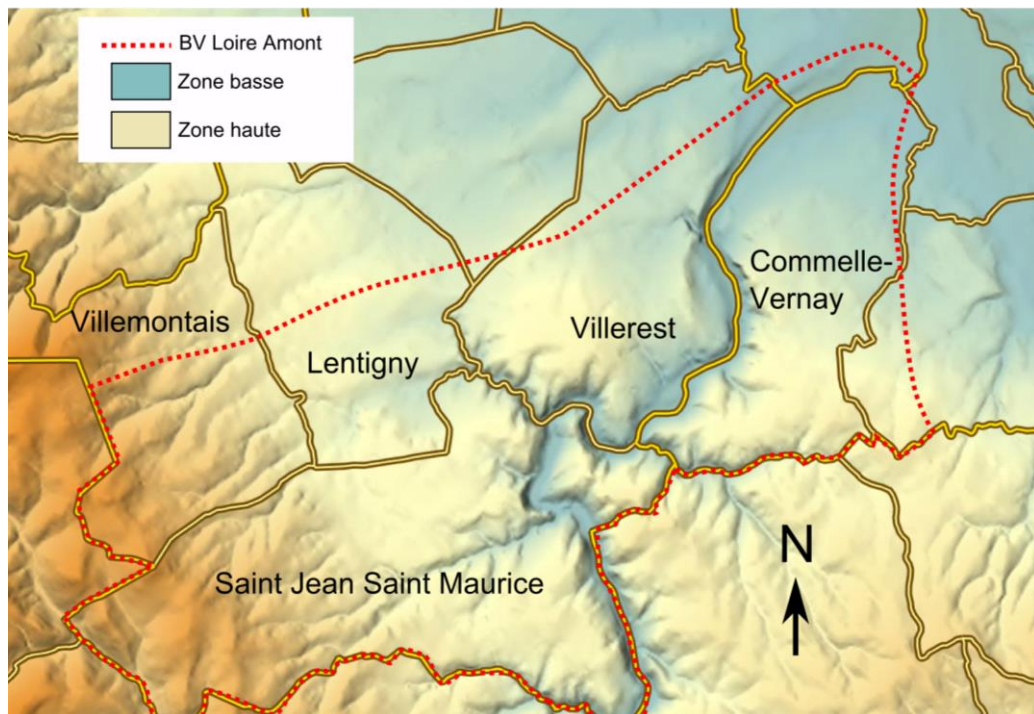 BV Loire Amont
Zone basse
Zone haute
Commelle-
Vernay
Villemontais
Villerest
Lentigny
N
Saint Jean Saint Maurice